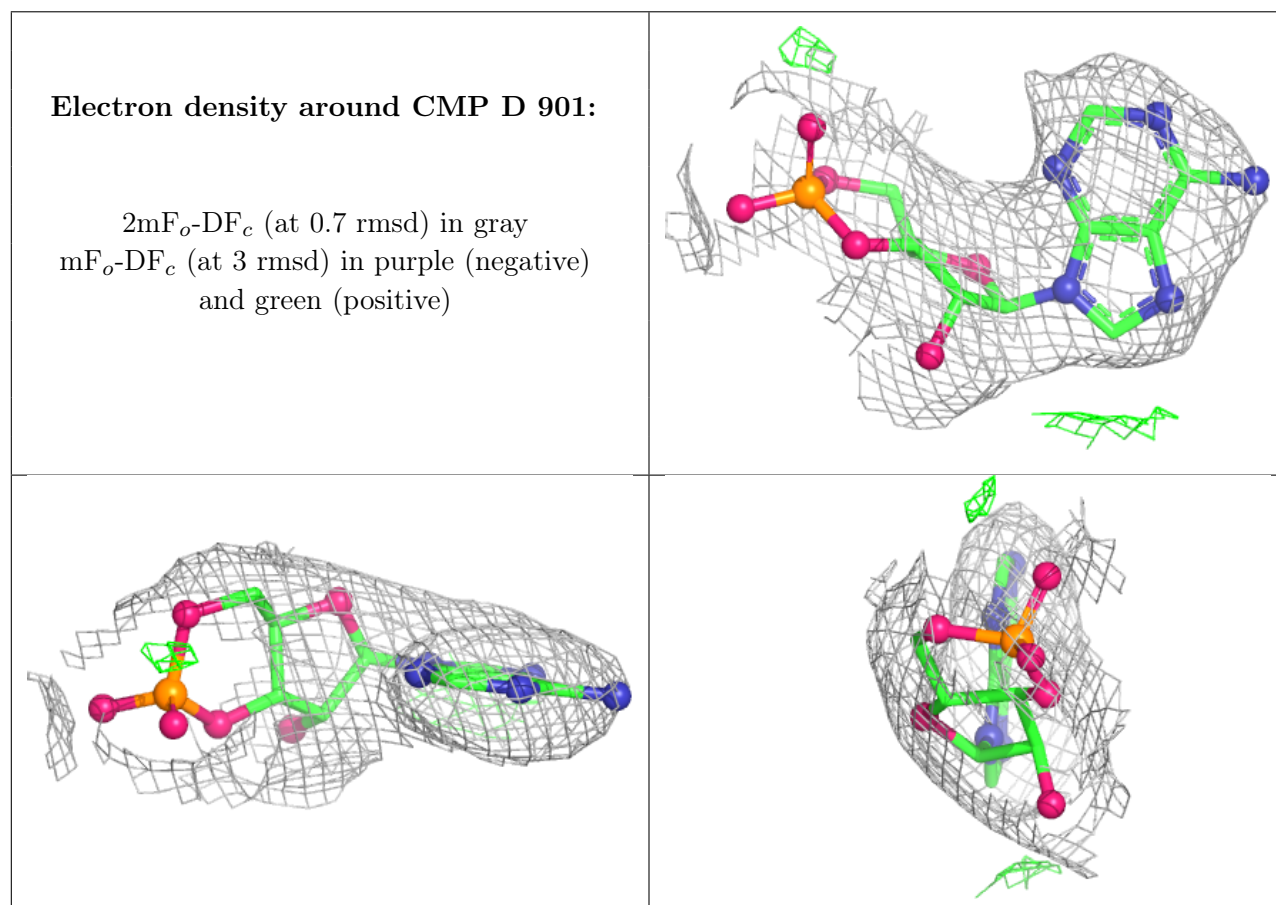 Electron density around CMP D 901:
2mFo-DFc (at 0.7 rmsd) in gray
mFo-DFc (at 3 rmsd) in purple (negative)
and green (positive)